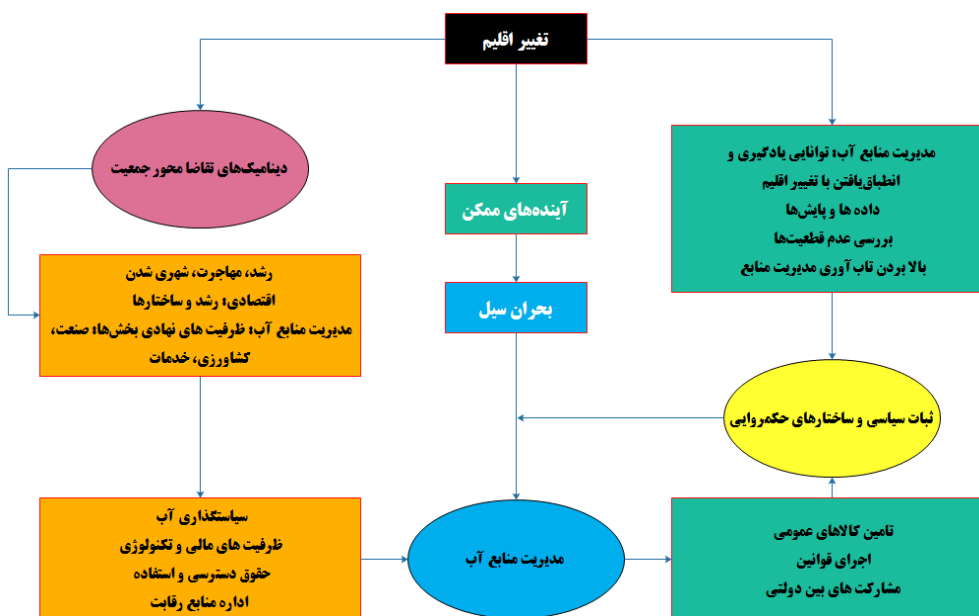 تغییر اقلیم
دینامیک‌های تقاضا محور جمعیت
مدیریت منابع آب: توانایی یادگیری و
انطباق‌یافتن با تغییر اقلیم
داده ها و پایش‌ها
بررسی عدم قطعیت‌ها
بالا بردن تاب‌آوری مدیریت منابع
آینده‌های ممکن
رشد، مهاجرت، شهری شدن
اقتصادی: رشد و ساختارها
مدیریت منابع آب: ظرفیت های نهادی بخش‌ها: صنعت،
کشاورزی، خدمات
بحران سیل
ثبات سیاسی و ساختارهای حکمروایی
سیاستگذاری آب
ظرفیت های مالی و تکنولوژی
حقوق دسترسی و استفاده
اداره منابع رقابت
مدیریت منابع آب
تامین کالاهای عمومی
اجرای قوانین
مشارکت های بین دولتی